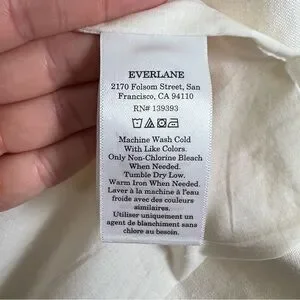 EVERLANE
2170 Folsom Street, San
Francisco, CA 94110
RN# 139393
Machine Wash Cold
With Like Colors.
Only Non-Chlorine Bleach
When Needed.
Tumble Dry Low.
Warm Iron When Needed.
Laver à la machine à l'eau
froide avec des couleurs
similaires.
Utiliser uniquement un
agent de blanchiment sans
chlore au besoin.